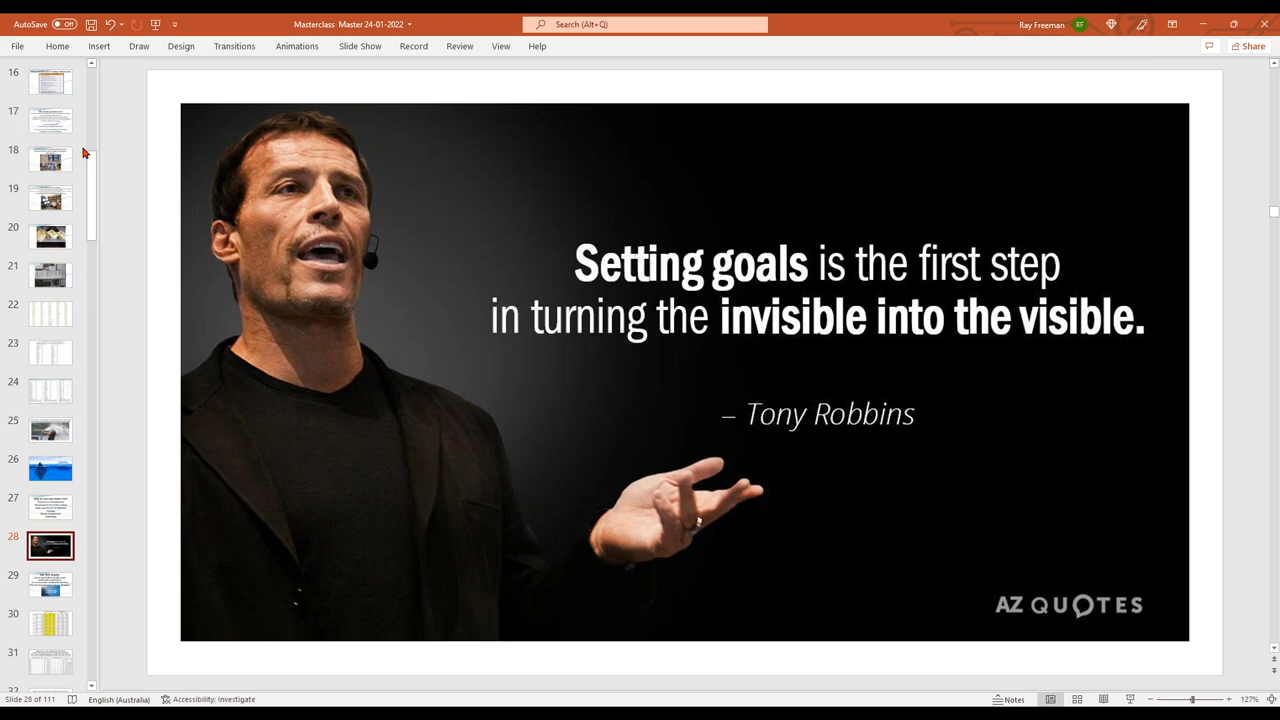 AutoSave Off
Masterclass Master 24-01-2022
Search (Alt+Q)
Ray Freeman RF
File Home Insert Draw Design Transitions Animations Slide Show Record Review View Help
Share
16
17
18
19
20
21
22
23
24
25
26
27
28
29
30
31
Setting goals is the first step
in turning the invisible into the visible.
– Tony Robbins
AZ QUOTES
Slide 28 of 111 English (Australia) Accessibility: Investigate Notes 127%